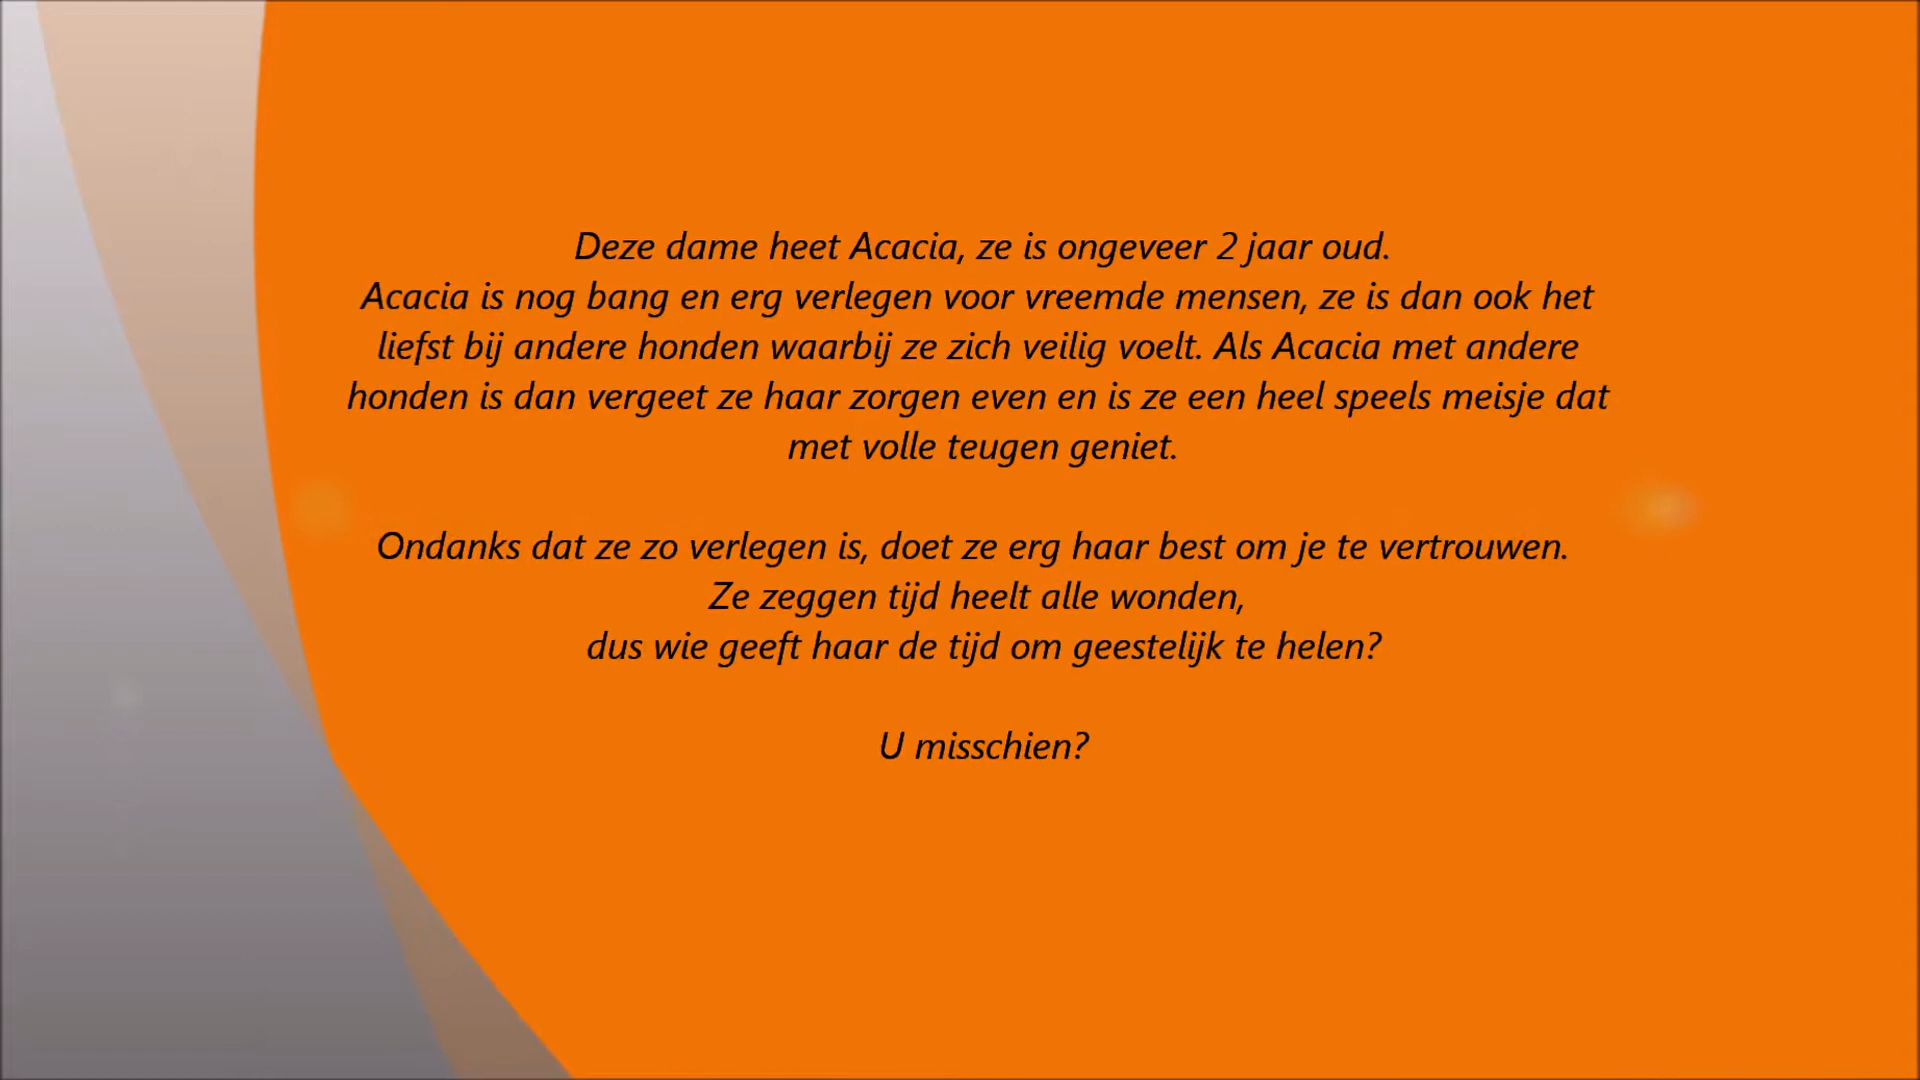 Deze dame heet Acacia, ze is ongeveer 2 jaar oud.
Acacia is nog bang en erg verlegen voor vreemde mensen, ze is dan ook het
liefst bij andere honden waarbij ze zich veilig voelt. Als Acacia met andere
honden is dan vergeet ze haar zorgen even en is ze een heel speels meisje dat
met volle teugen geniet.
Ondanks dat ze zo verlegen is, doet ze erg haar best om je te vertrouwen.
Ze zeggen tijd heelt alle wonden,
dus wie geeft haar de tijd om geestelijk te helen?
U misschien?